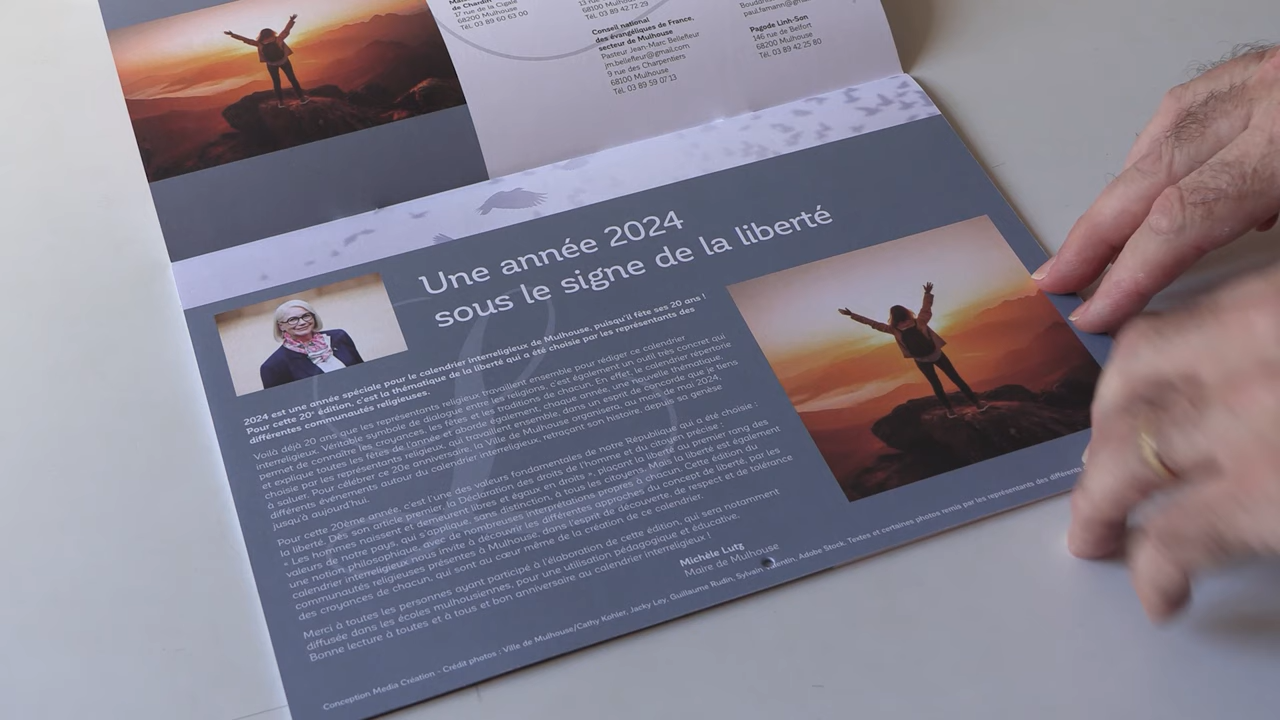 de Chardin
17 rue de la Cigale
68200 Mulhouse
Tél. 03 89 60 63 00
68100 Mulhouse
Tél. 03 89 42 72 29
Conseil national
des évangéliques de France,
secteur de Mulhouse
Pasteur Jean-Marc Bellefleur
jm.bellefleur@gmail.com
9 rue des Charpentiers
68100 Mulhouse
Tél. 03 89 59 07 13
Pagode Linh-Son
146 rue de Belfort
68200 Mulhouse
Tél. 03 89 42 25 80
Une année 2024
sous le signe de la liberté
2024 est une année spéciale pour le calendrier interreligieux de Mulhouse, puisqu'il fête ses 20 ans !
Pour cette 20e édition, c'est la thématique de la liberté qui a été choisie par les représentants des
différentes communautés religieuses.
Voilà déjà 20 ans que les représentants religieux travaillent ensemble pour rédiger ce calendrier
interreligieux. Véritable symbole de dialogue entre les religions, c'est également un outil très concret qui
permet de connaître les croyances, les fêtes et les traditions de chacun. En effet, le calendrier répertorie
et explique toutes les fêtes de l'année et aborde également, chaque année, une nouvelle thématique,
choisie par les représentants religieux, qui travaillent ensemble, dans un esprit de concorde que je tiens
à saluer. Pour célébrer ce 20e anniversaire, la Ville de Mulhouse organisera, au mois de mai 2024,
différents événements autour du calendrier interreligieux, retraçant son histoire, depuis sa genèse
jusqu'à aujourd'hui.
Pour cette 20ème année, c'est l'une des valeurs fondamentales de notre République qui a été choisie :
la liberté. Dès son article premier, la Déclaration des droits de l'homme et du citoyen précise :
« Les hommes naissent et demeurent libres et égaux en droits », plaçant la liberté au premier rang des
valeurs de notre pays, qui s'applique, sans distinction, à tous les citoyens. Mais la liberté est également
une notion philosophique, avec de nombreuses interprétations propres à chacun. Cette édition du
calendrier interreligieux nous invite à découvrir les différentes approches du concept de liberté, par les
communautés religieuses présentes à Mulhouse, dans l'esprit de découverte, de respect et de tolérance
des croyances de chacun, qui sont au cœur même de la création de ce calendrier.
Merci à toutes les personnes ayant participé à l'élaboration de cette édition, qui sera notamment
diffusée dans les écoles mulhousiennes, pour une utilisation pédagogique et éducative.
Bonne lecture à toutes et à tous et bon anniversaire au calendrier interreligieux !
Michèle Lutz
Maire de Mulhouse
Conception Media Création - Crédit photos : Ville de Mulhouse/Cathy Kohler, Jacky Ley, Guillaume Rudin, Sylvain Valentin, Adobe Stock. Textes et certaines photos remis par les représentants des différentes